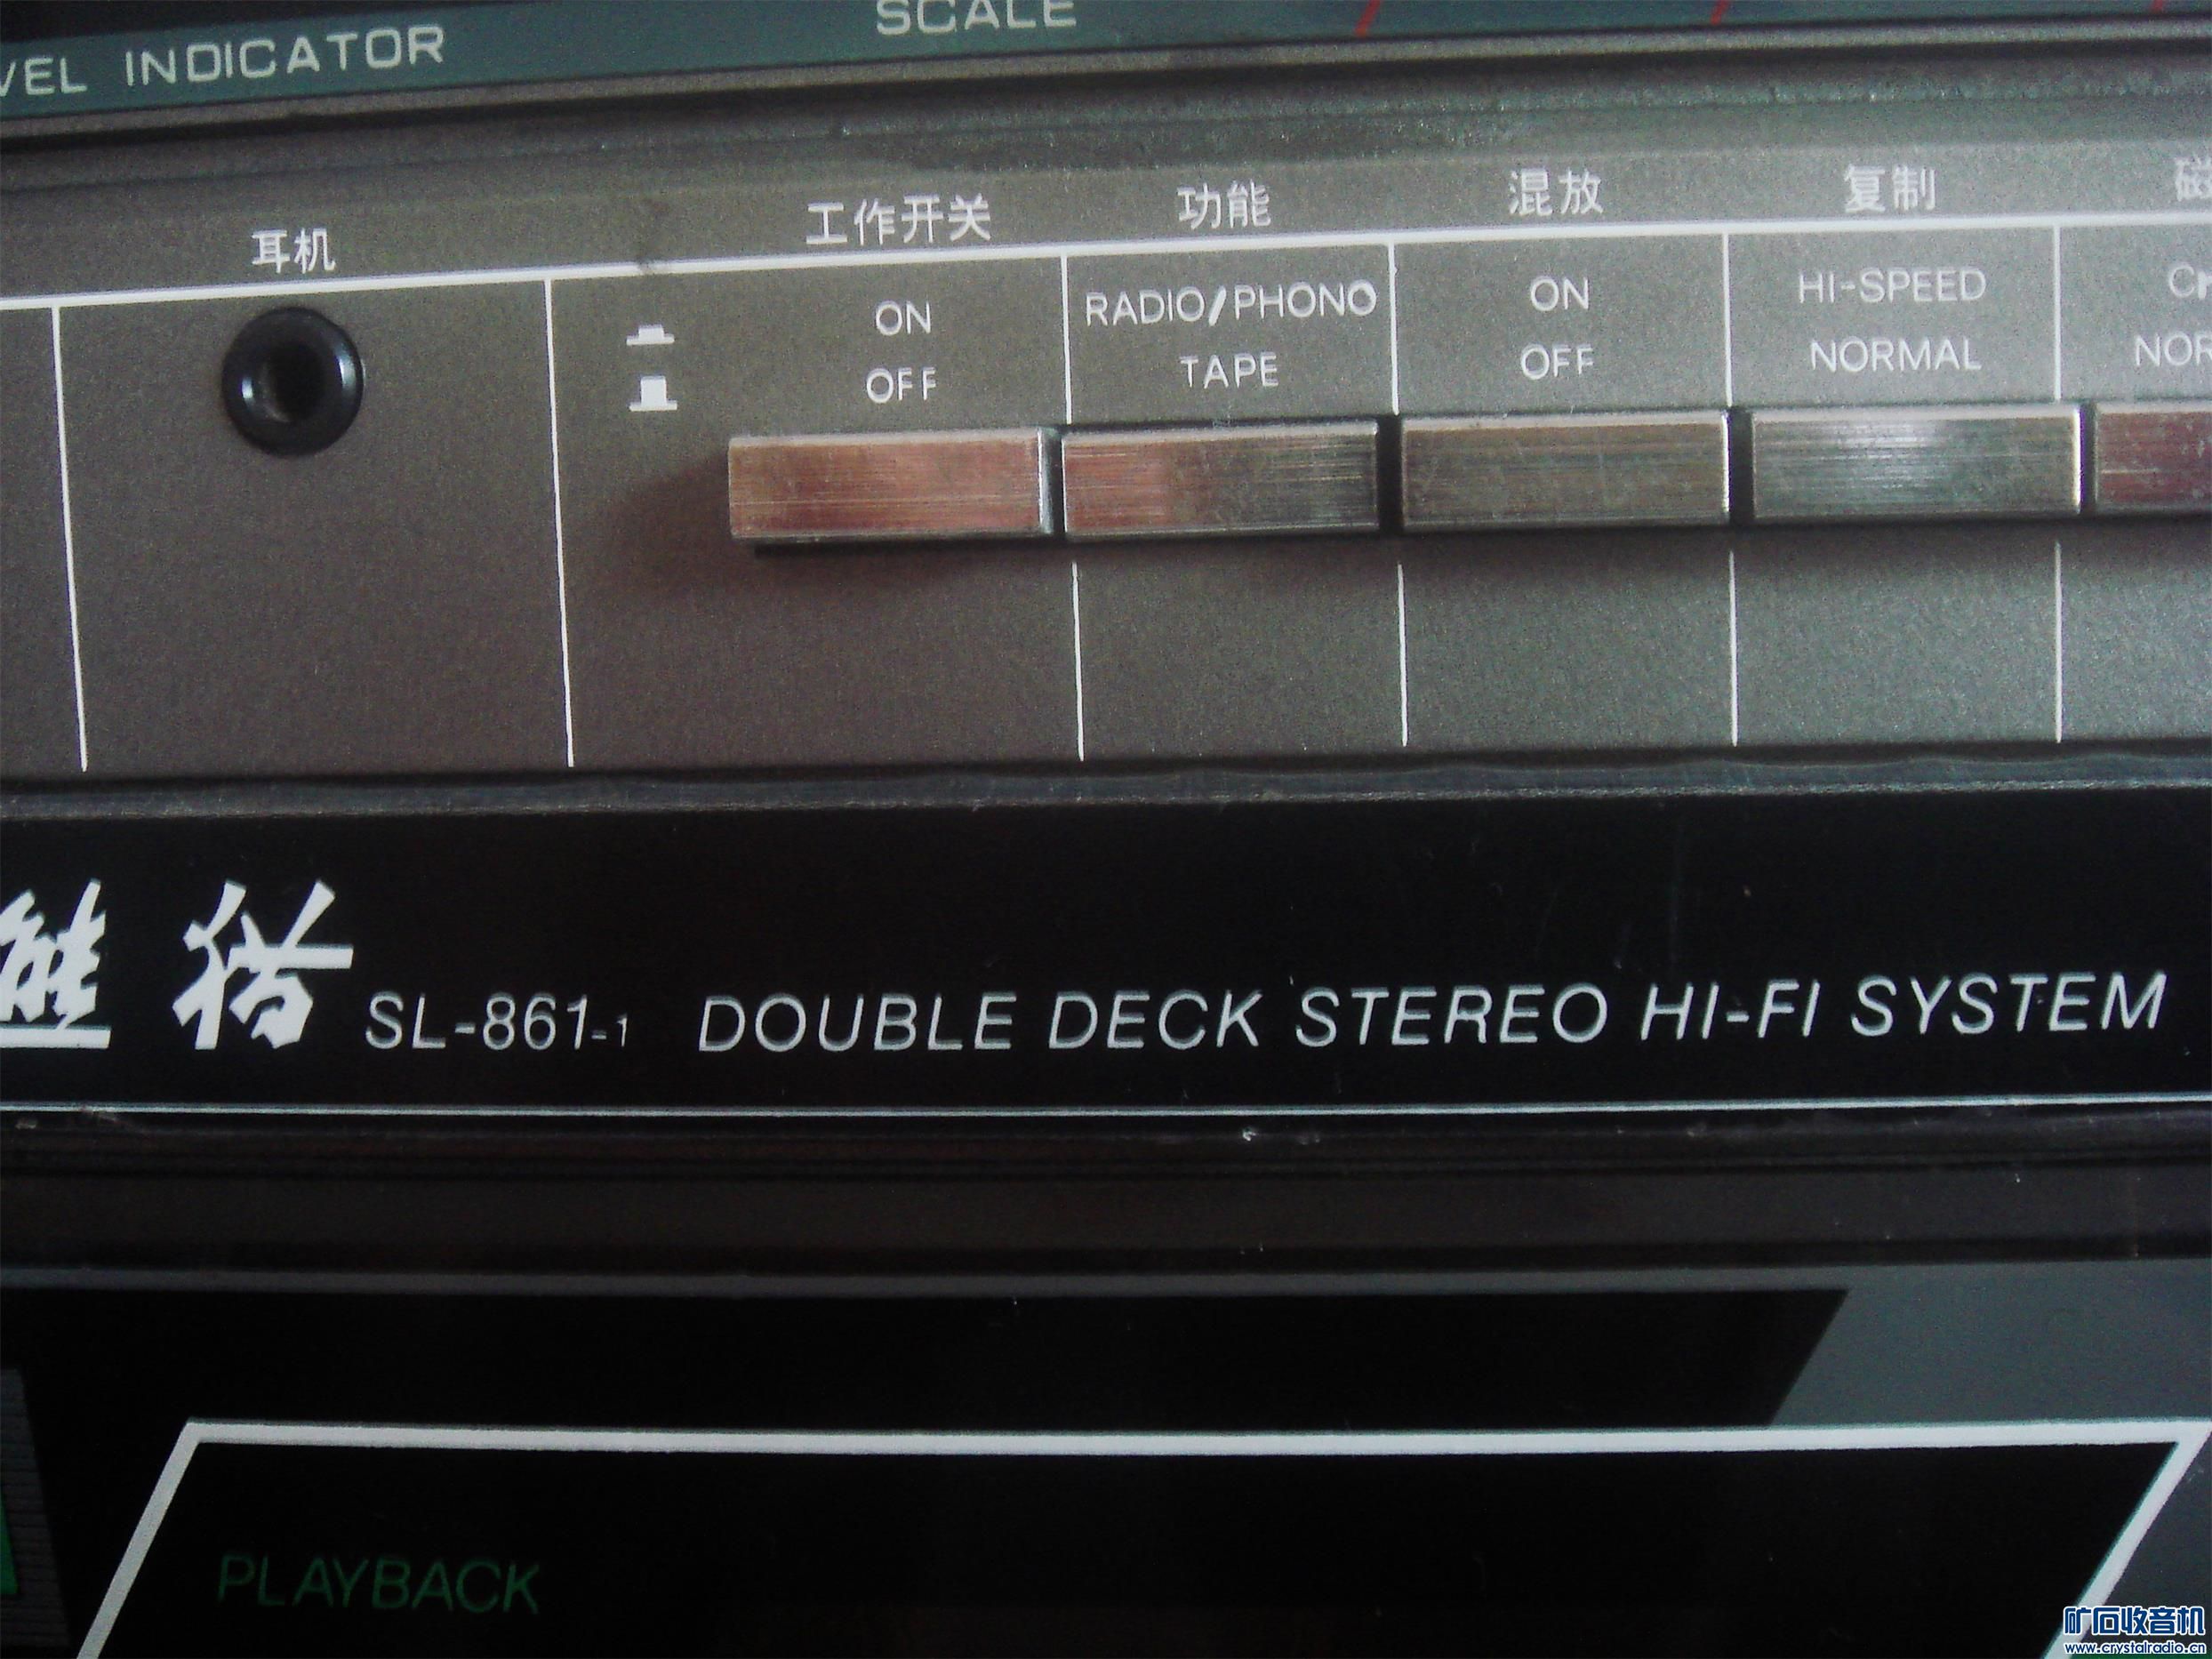 VEL INDICATOR
SCALE
耳机
工作开关
功能
混放
复制
磁
ON
OFF
RADIO/PHONO
TAPE
ON
OFF
HI-SPEED
NORMAL
NOR
SL-861-1 DOUBLE DECK STEREO HI-FI SYSTEM
PLAYBACK
矿石收音机
www.crystalradio.cn